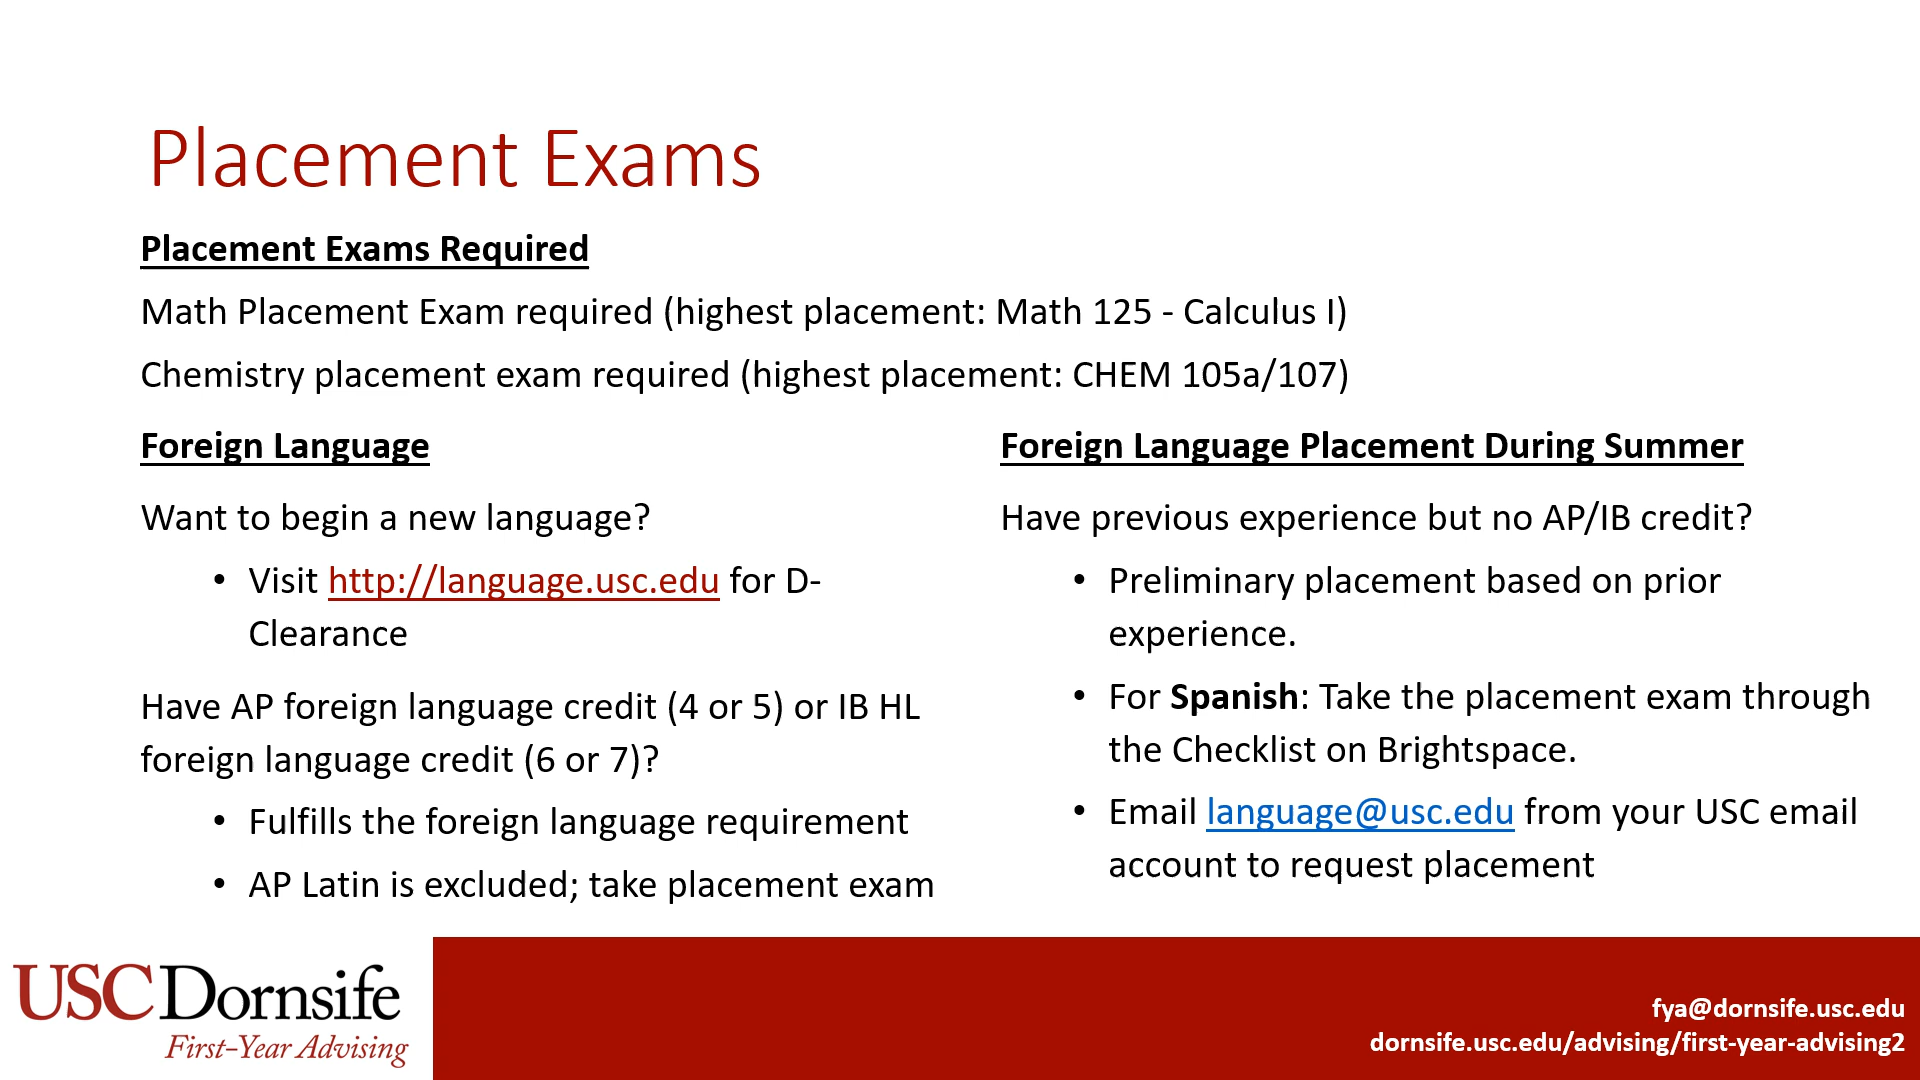 Placement Exams
Placement Exams Required
Math Placement Exam required (highest placement: Math 125 - Calculus I)
Chemistry placement exam required (highest placement: CHEM 105a/107)
Foreign Language
Want to begin a new language?
• Visit http://language.usc.edu for D-
Clearance
Have AP foreign language credit (4 or 5) or IB HL
foreign language credit (6 or 7)?
• Fulfills the foreign language requirement
• AP Latin is excluded; take placement exam
Foreign Language Placement During Summer
Have previous experience but no AP/IB credit?
• Preliminary placement based on prior
experience.
• For Spanish: Take the placement exam through
the Checklist on Brightspace.
• Email language@usc.edu from your USC email
account to request placement
USC Dornsife
First-Year Advising
fya@dornsife.usc.edu
dornsife.usc.edu/advising/first-year-advising2